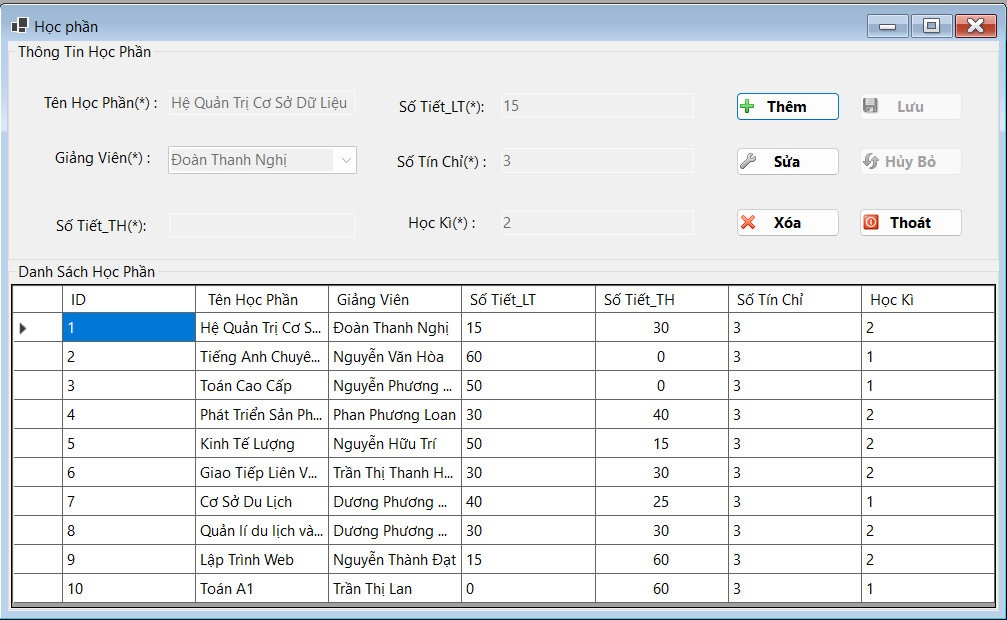 Học phần
Thông Tin Học Phần
Tên Học Phần(*) : Hệ Quản Trị Cơ Sở Dữ Liệu Số Tiết_LT(*): 15 Thêm Lưu
Giảng Viên(*) : Đoàn Thanh Nghị Số Tín Chỉ(*) : 3 Sửa Hủy Bỏ
Số Tiết_TH(*): Học Kì(*) : 2 Xóa Thoát
Danh Sách Học Phần
ID Tên Học Phần Giảng Viên Số Tiết_LT Số Tiết_TH Số Tín Chỉ Học Kì
1 Hệ Quản Trị Cơ S... Đoàn Thanh Nghị 15 30 3 2
2 Tiếng Anh Chuyê... Nguyễn Văn Hòa 60 0 3 1
3 Toán Cao Cấp Nguyễn Phương ... 50 0 3 1
4 Phát Triển Sản Ph... Phan Phương Loan 30 40 3 2
5 Kinh Tế Lượng Nguyễn Hữu Trí 50 15 3 2
6 Giao Tiếp Liên V... Trần Thị Thanh H... 30 30 3 2
7 Cơ Sở Du Lịch Dương Phương ... 40 25 3 1
8 Quản lí du lịch và... Dương Phương ... 30 30 3 2
9 Lập Trình Web Nguyễn Thành Đạt 15 60 3 2
10 Toán A1 Trần Thị Lan 0 60 3 1